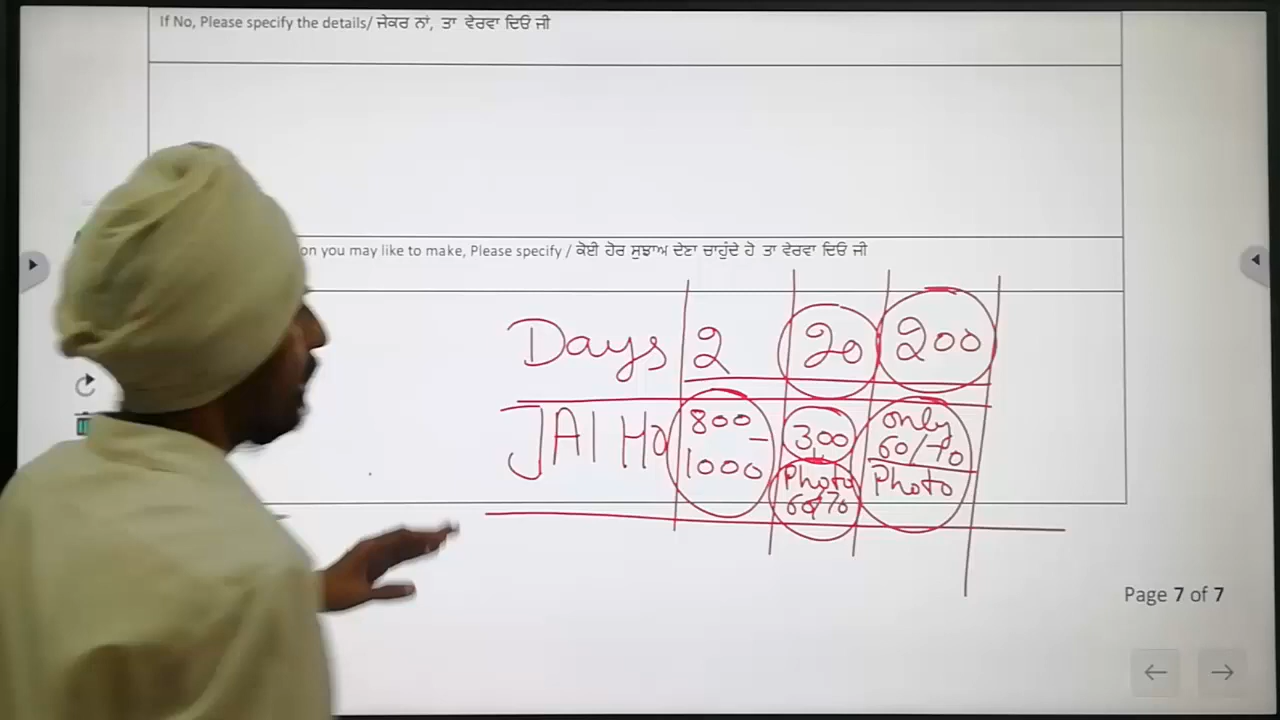 If No, Please specify the details/ ਜੇਕਰ ਨਾਂ, ਤਾ ਵੇਰਵਾ ਦਿਓ ਜੀ
on you may like to make, Please specify / ਕੋਈ ਹੋਰ ਸੁਝਾਅ ਦੇਣਾ ਚਾਹੁੰਦੇ ਹੋ ਤਾ ਵੇਰਵਾ ਦਿਓ ਜੀ
Days 2 20 200
JAI HO 800 - 1000 300 Photo 60/70 only 60/70 Photo
Page 7 of 7